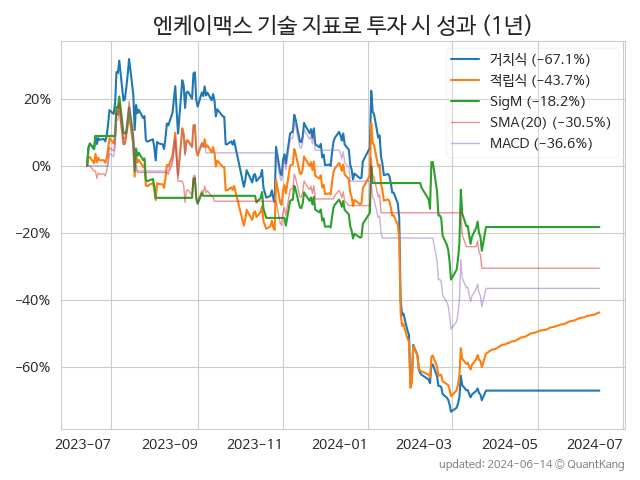 엔케이맥스 기술 지표로 투자 시 성과 (1년)
거치식 (−67.1%)
적립식 (−43.7%)
SigM (−18.2%)
SMA(20) (−30.5%)
MACD (−36.6%)
20%
0%
−20%
−40%
−60%
2023-07 2023-09 2023-11 2024-01 2024-03 2024-05 2024-07
updated: 2024-06-14 © QuantKang